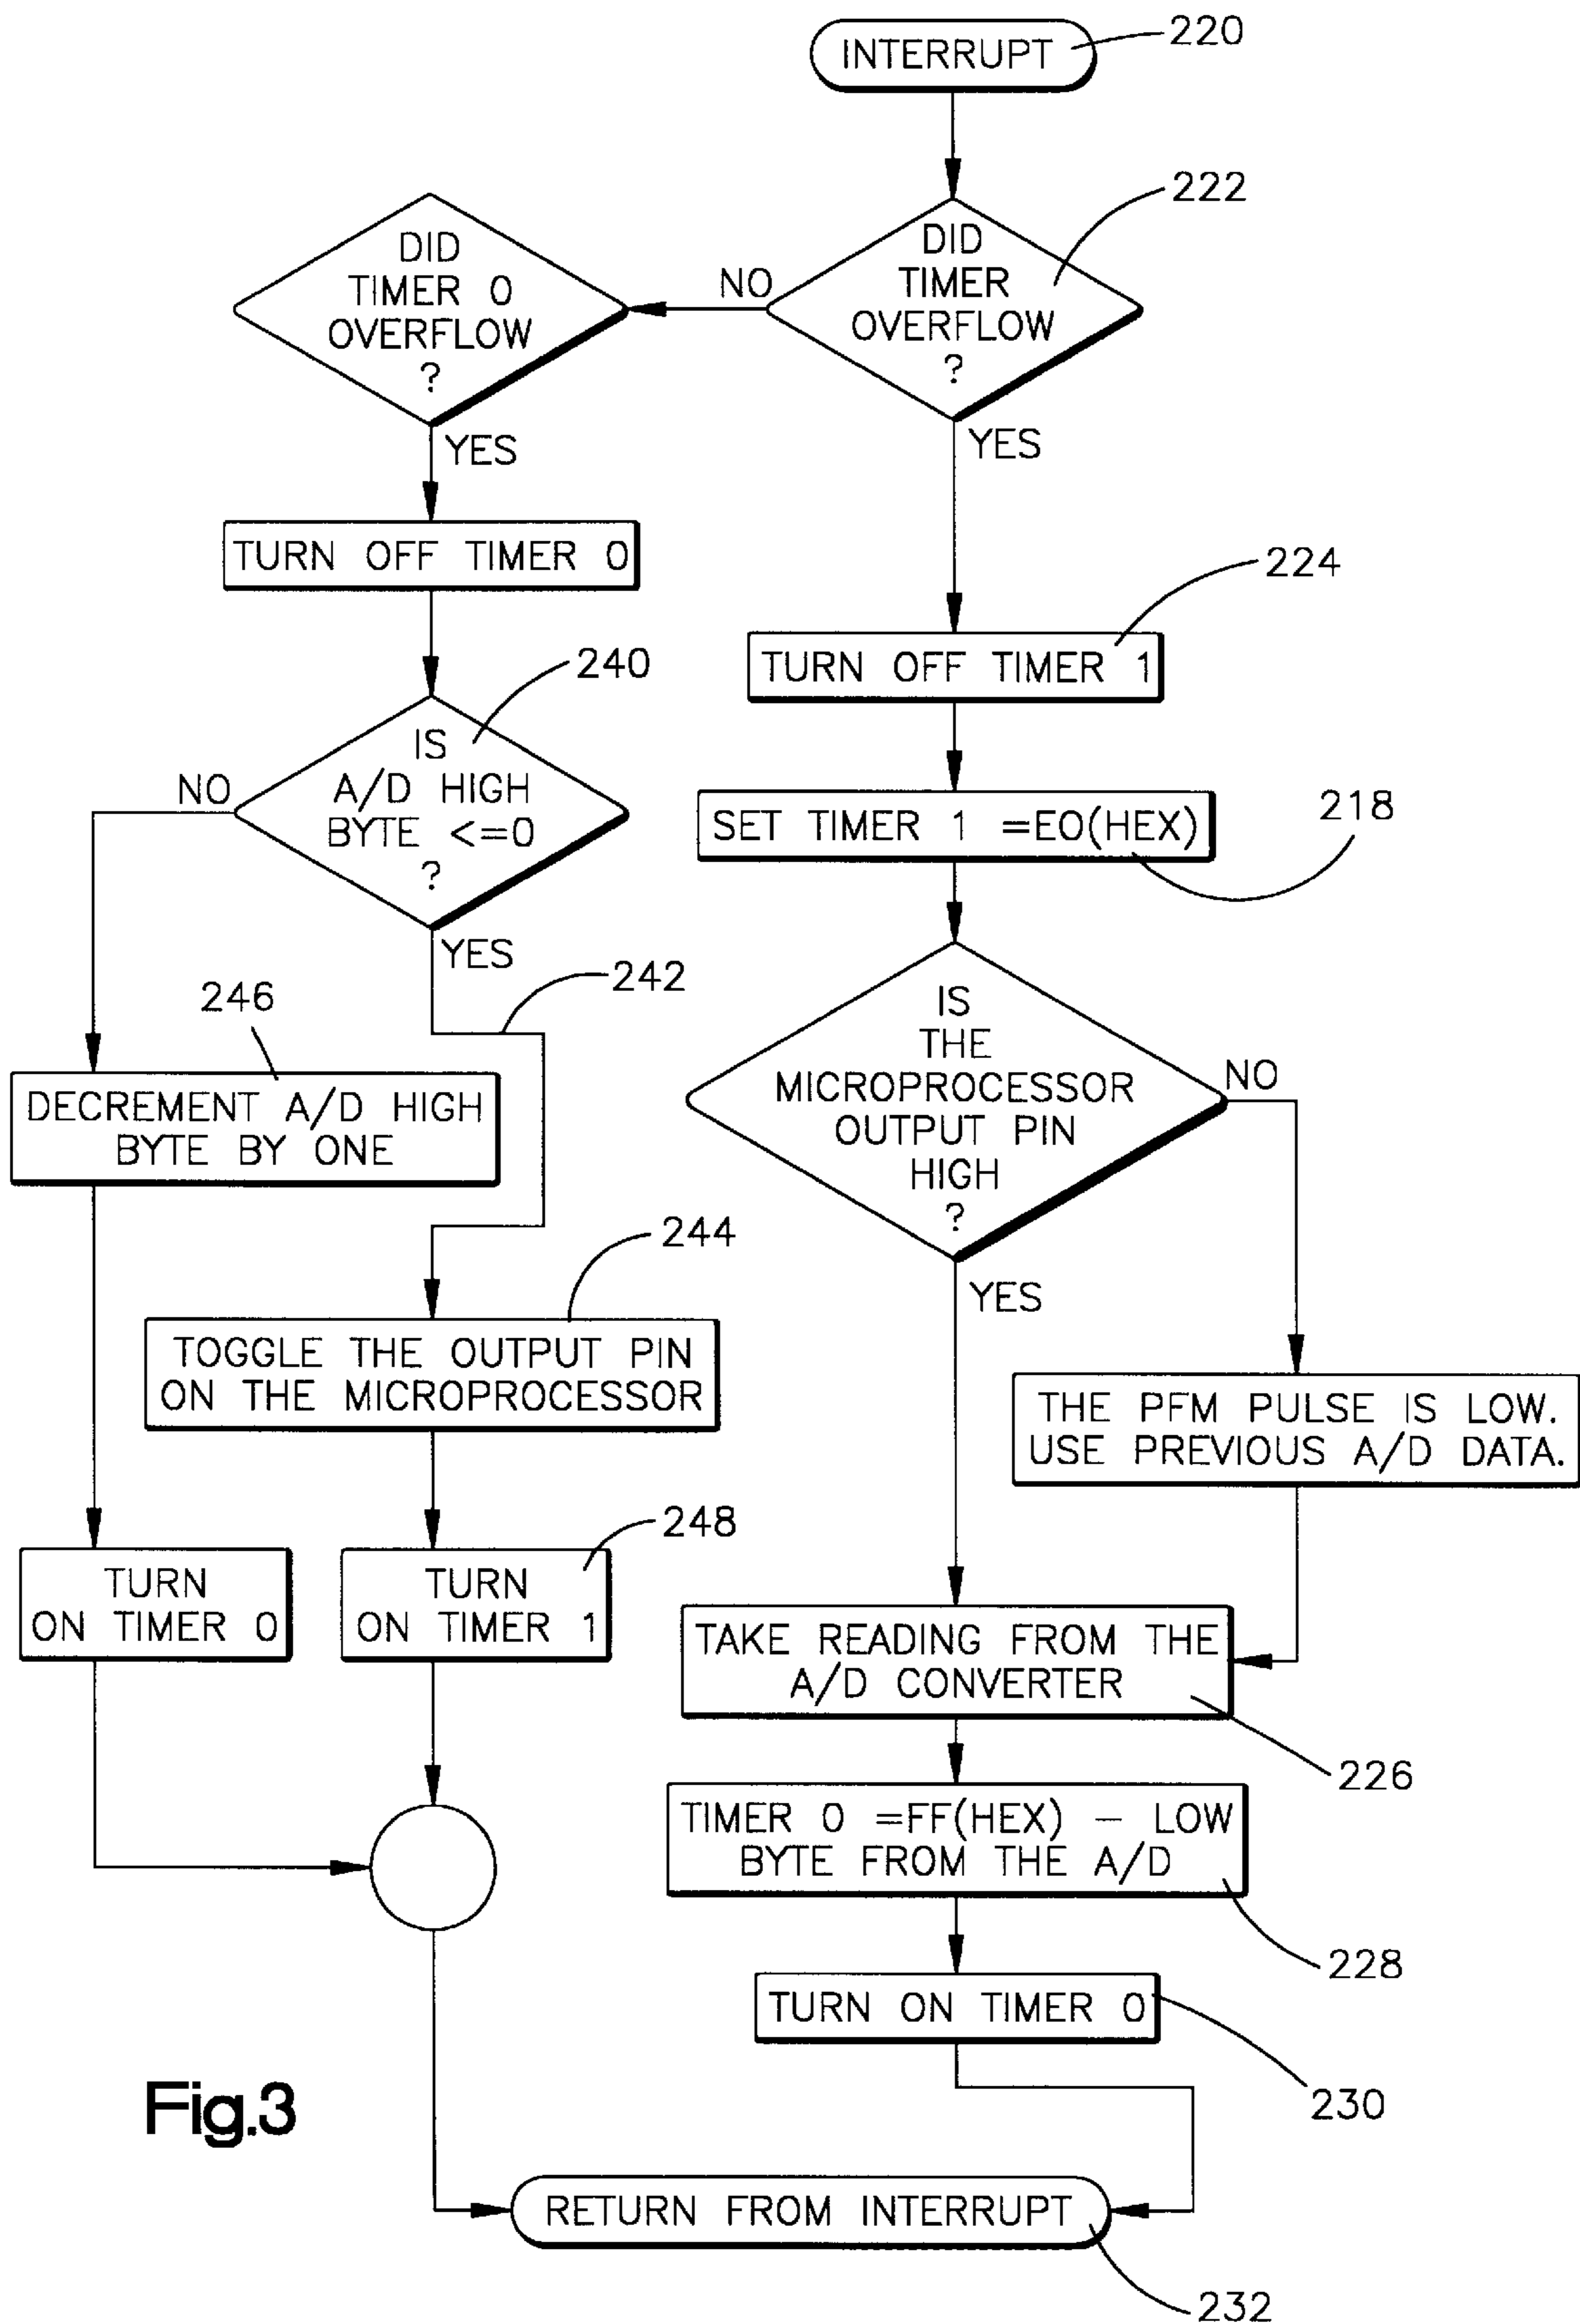 INTERRUPT
220
DID
TIMER
OVERFLOW
?
222
NO
YES
DID
TIMER 0
OVERFLOW
?
YES
TURN OFF TIMER 0
IS
A/D HIGH
BYTE <=0
?
240
NO
YES
242
246
DECREMENT A/D HIGH
BYTE BY ONE
244
TOGGLE THE OUTPUT PIN
ON THE MICROPROCESSOR
TURN
ON TIMER 0
248
TURN
ON TIMER 1
224
TURN OFF TIMER 1
SET TIMER 1 =EO(HEX)
218
IS
THE
MICROPROCESSOR
OUTPUT PIN
HIGH
?
NO
YES
THE PFM PULSE IS LOW.
USE PREVIOUS A/D DATA.
TAKE READING FROM THE
A/D CONVERTER
226
TIMER 0 =FF(HEX) – LOW
BYTE FROM THE A/D
228
TURN ON TIMER 0
230
RETURN FROM INTERRUPT
232
Fig.3